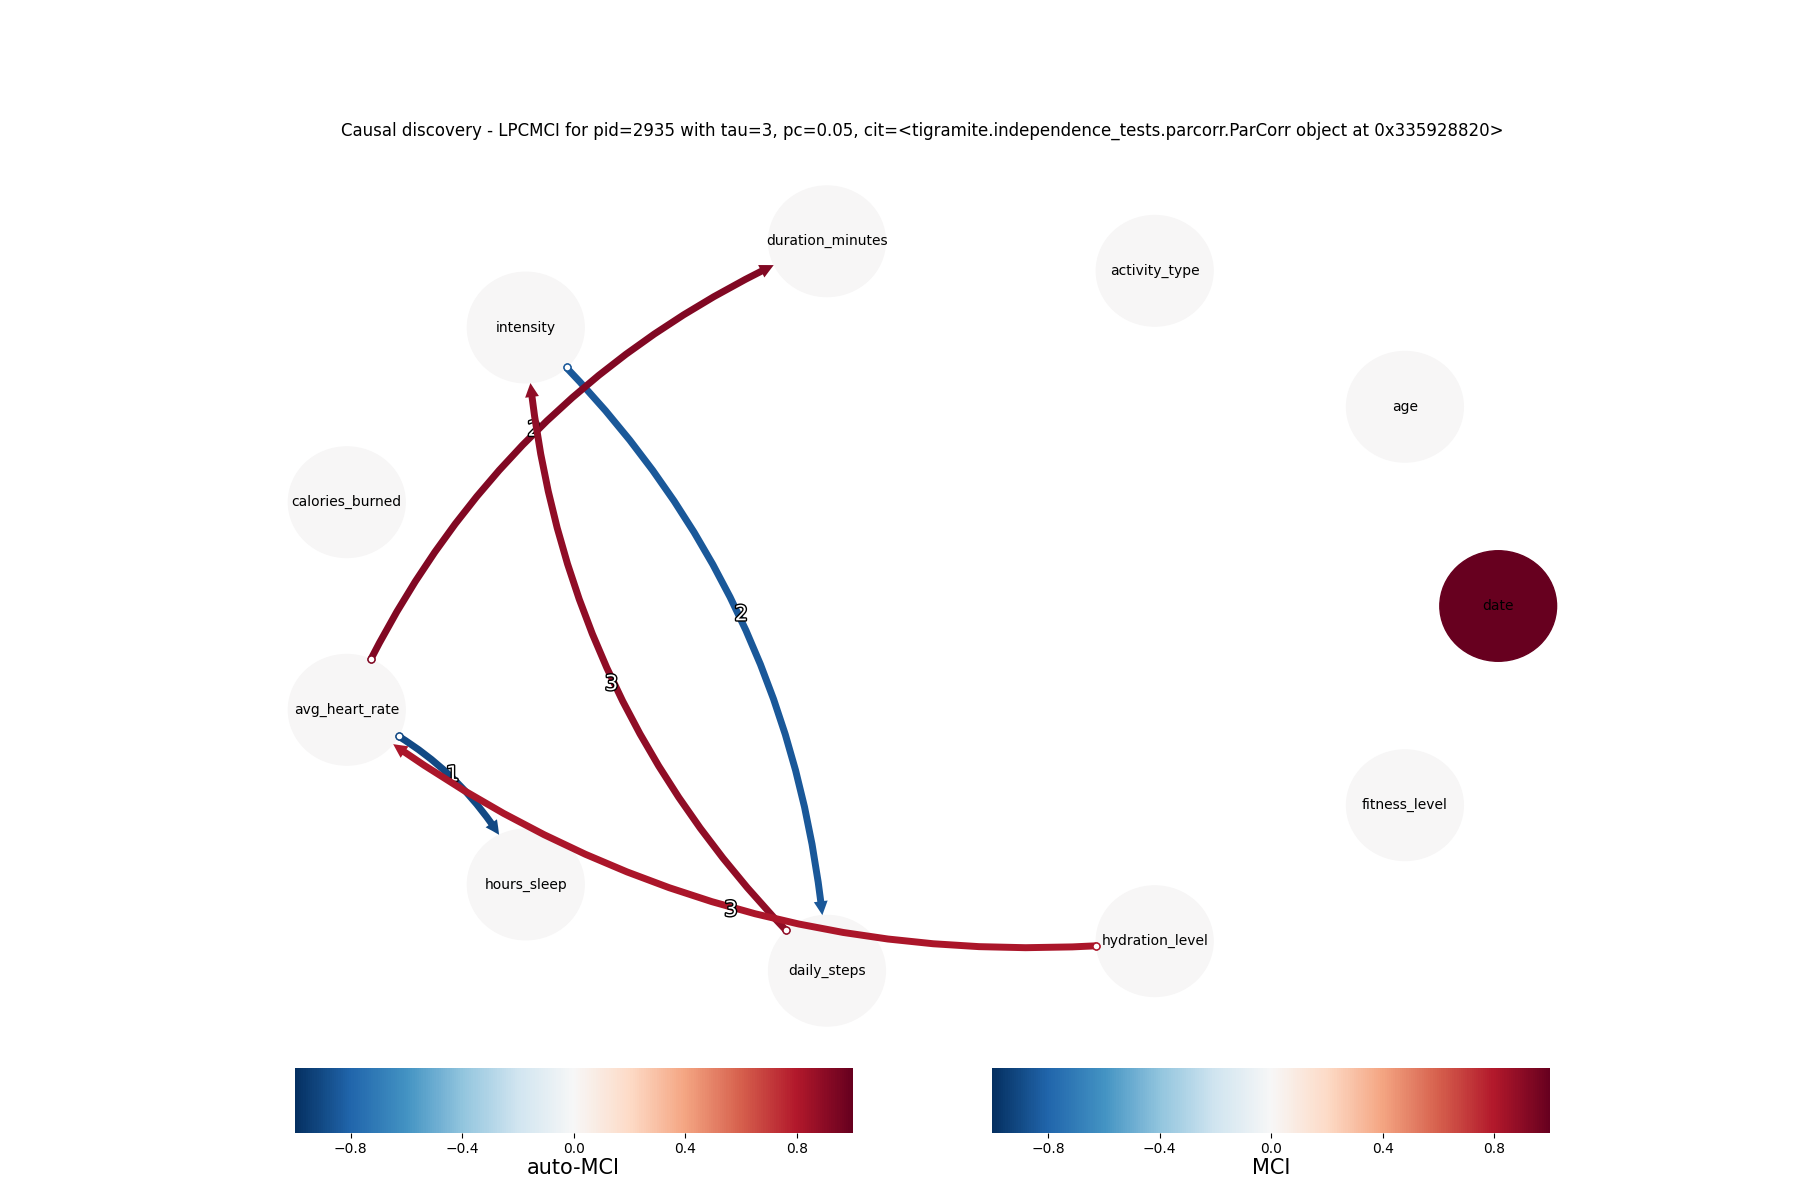 Causal discovery - LPCMCI for pid=2935 with tau=3, pc=0.05, cit=<tigramite.independence_tests.parcorr.ParCorr object at 0x335928820>
duration_minutes
activity_type
intensity
age
calories_burned
date
2
3
avg_heart_rate
1
fitness_level
hours_sleep
3
hydration_level
daily_steps
−0.8 −0.4 0.0 0.4 0.8
auto-MCI
−0.8 −0.4 0.0 0.4 0.8
MCI